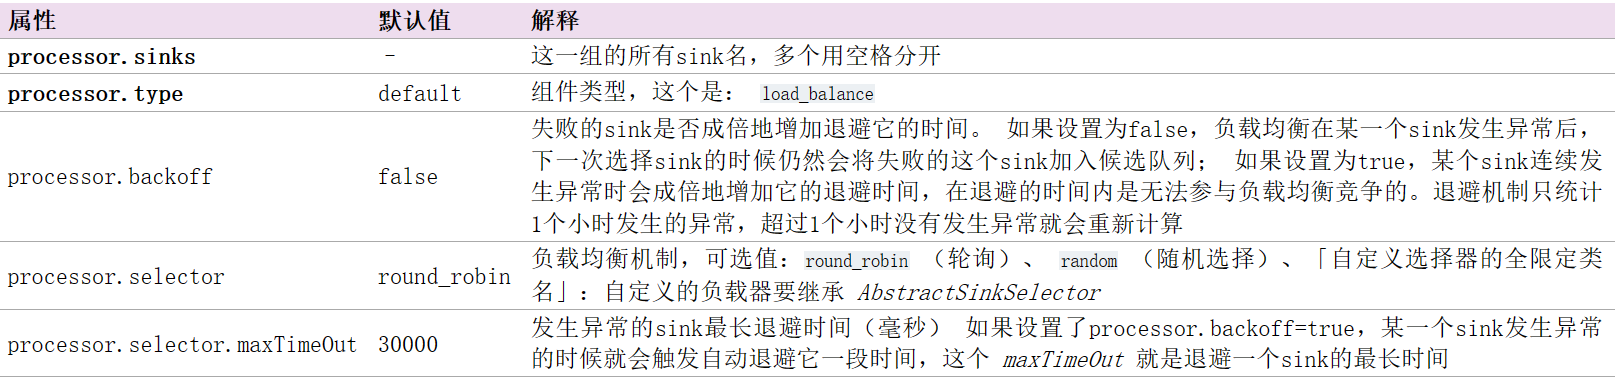 属性 默认值 解释
processor.sinks - 这一组的所有sink名，多个用空格分开
processor.type default 组件类型，这个是： load_balance
失败的sink是否成倍地增加退避它的时间。 如果设置为false，负载均衡在某一个sink发生异常后，
下一次选择sink的时候仍然会将失败的这个sink加入候选队列； 如果设置为true，某个sink连续发
processor.backoff false 生异常时会成倍地增加它的退避时间，在退避的时间内是无法参与负载均衡竞争的。退避机制只统计
1个小时发生的异常，超过1个小时没有发生异常就会重新计算
processor.selector round_robin 负载均衡机制，可选值：round_robin （轮询）、 random （随机选择）、「自定义选择器的全限定类
名」：自定义的负载器要继承 AbstractSinkSelector
processor.selector.maxTimeOut 30000 发生异常的sink最长退避时间（毫秒） 如果设置了processor.backoff=true，某一个sink发生异常
的时候就会触发自动退避它一段时间，这个 maxTimeOut 就是退避一个sink的最长时间